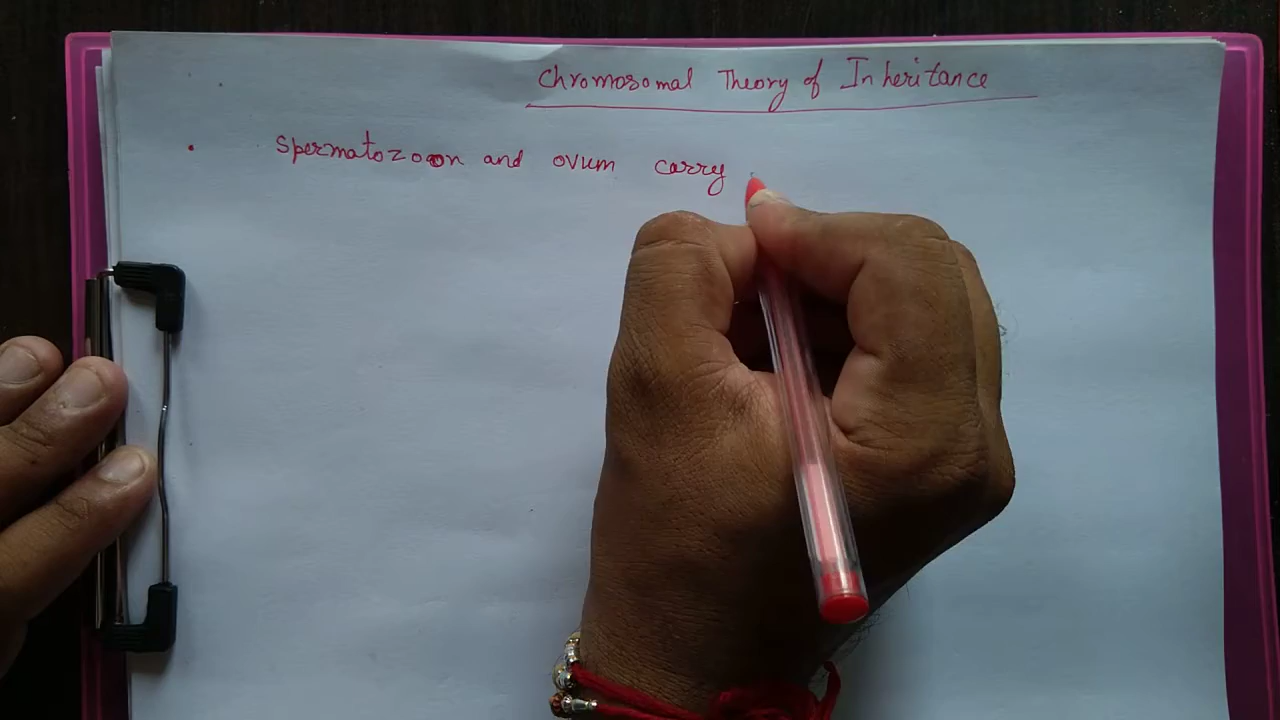 Chromosomal Theory of Inheritance
. Spermatozoon and ovum carry